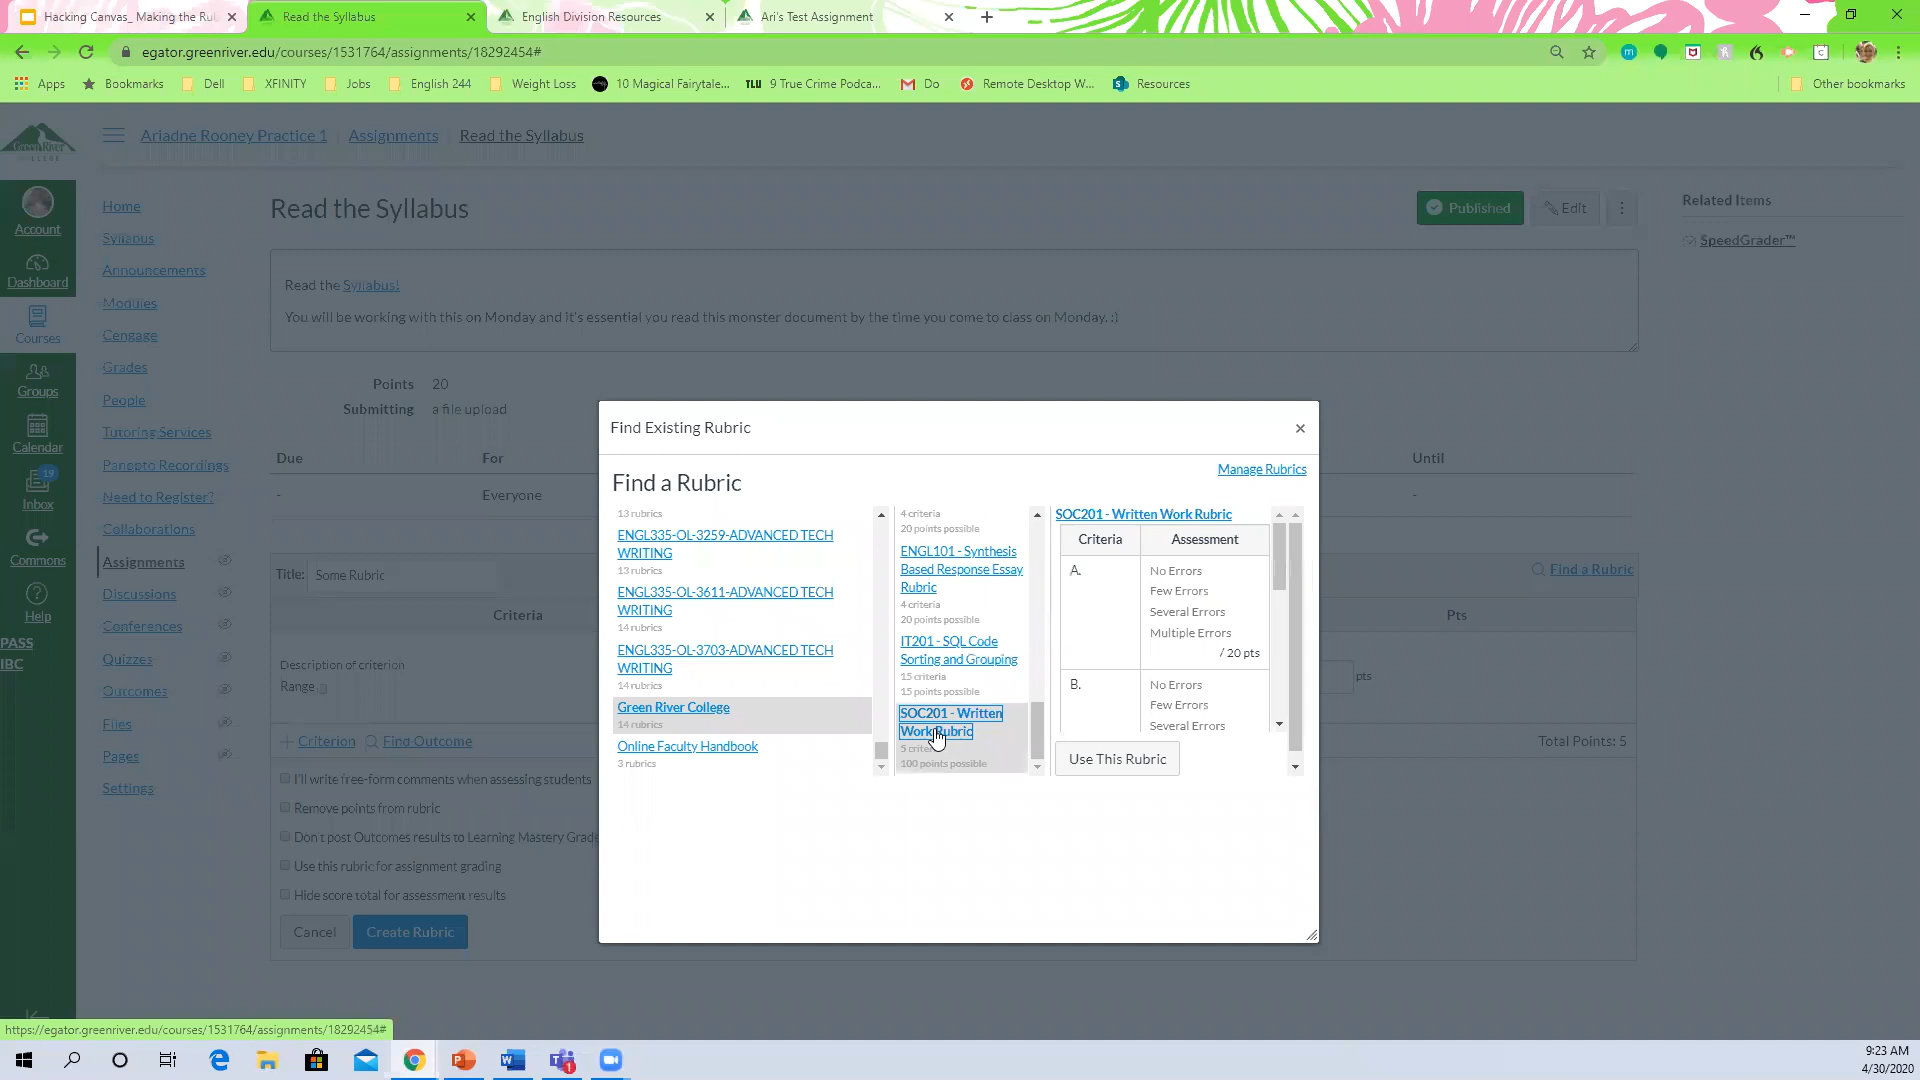 Hacking Canvas_ Making the Ru
Read the Syllabus
English Division Resources
Ari's Test Assignment
egator.greenriver.edu/courses/1531764/assignments/18292454#
Apps
Bookmarks
Dell
XFINITY
Jobs
English 244
Weight Loss
10 Magical Fairytale...
TLU
9 True Crime Podca...
Do
Remote Desktop W...
Resources
Other bookmarks
Green River
Ariadne Rooney Practice 1
Assignments
Read the Syllabus
Account
Dashboard
Courses
Groups
Calendar
19
Inbox
Commons
Help
PASS
IBC
Home
Syllabus
Announcements
Modules
Cengage
Grades
People
Tutoring Services
Panopto Recordings
Need to Register?
Collaborations
Assignments
Discussions
Conferences
Quizzes
Outcomes
Files
Pages
Settings
Read the Syllabus
Published
Edit
Related Items
SpeedGrader™
Read the Syllabus!
You will be working with this on Monday and it's essential you read this monster document by the time you come to class on Monday. :)
Points 20
Submitting a file upload
Due
For
Until
-
Everyone
-
Title: Some Rubric
Find a Rubric
Criteria
Pts
Description of criterion
Range
pts
Criterion
Find Outcome
Total Points: 5
I'll write free-form comments when assessing students
Remove points from rubric
Don't post Outcomes results to Learning Mastery Grad
Use this rubric for assignment grading
Hide score total for assessment results
Cancel
Create Rubric
Find Existing Rubric
×
Find a Rubric
Manage Rubrics
13 rubrics
ENGL335-OL-3259-ADVANCED TECH
WRITING
13 rubrics
ENGL335-OL-3611-ADVANCED TECH
WRITING
14 rubrics
ENGL335-OL-3703-ADVANCED TECH
WRITING
14 rubrics
Green River College
14 rubrics
Online Faculty Handbook
3 rubrics
4 criteria
20 points possible
ENGL101 - Synthesis
Based Response Essay
Rubric
4 criteria
20 points possible
IT201 - SQL Code
Sorting and Grouping
15 criteria
15 points possible
SOC201 - Written
Work Rubric
5 criteria
100 points possible
SOC201 - Written Work Rubric
Criteria
Assessment
A.
No Errors
Few Errors
Several Errors
Multiple Errors
/ 20 pts
B.
No Errors
Few Errors
Several Errors
Use This Rubric
https://egator.greenriver.edu/courses/1531764/assignments/18292454#
1
9:23 AM
4/30/2020